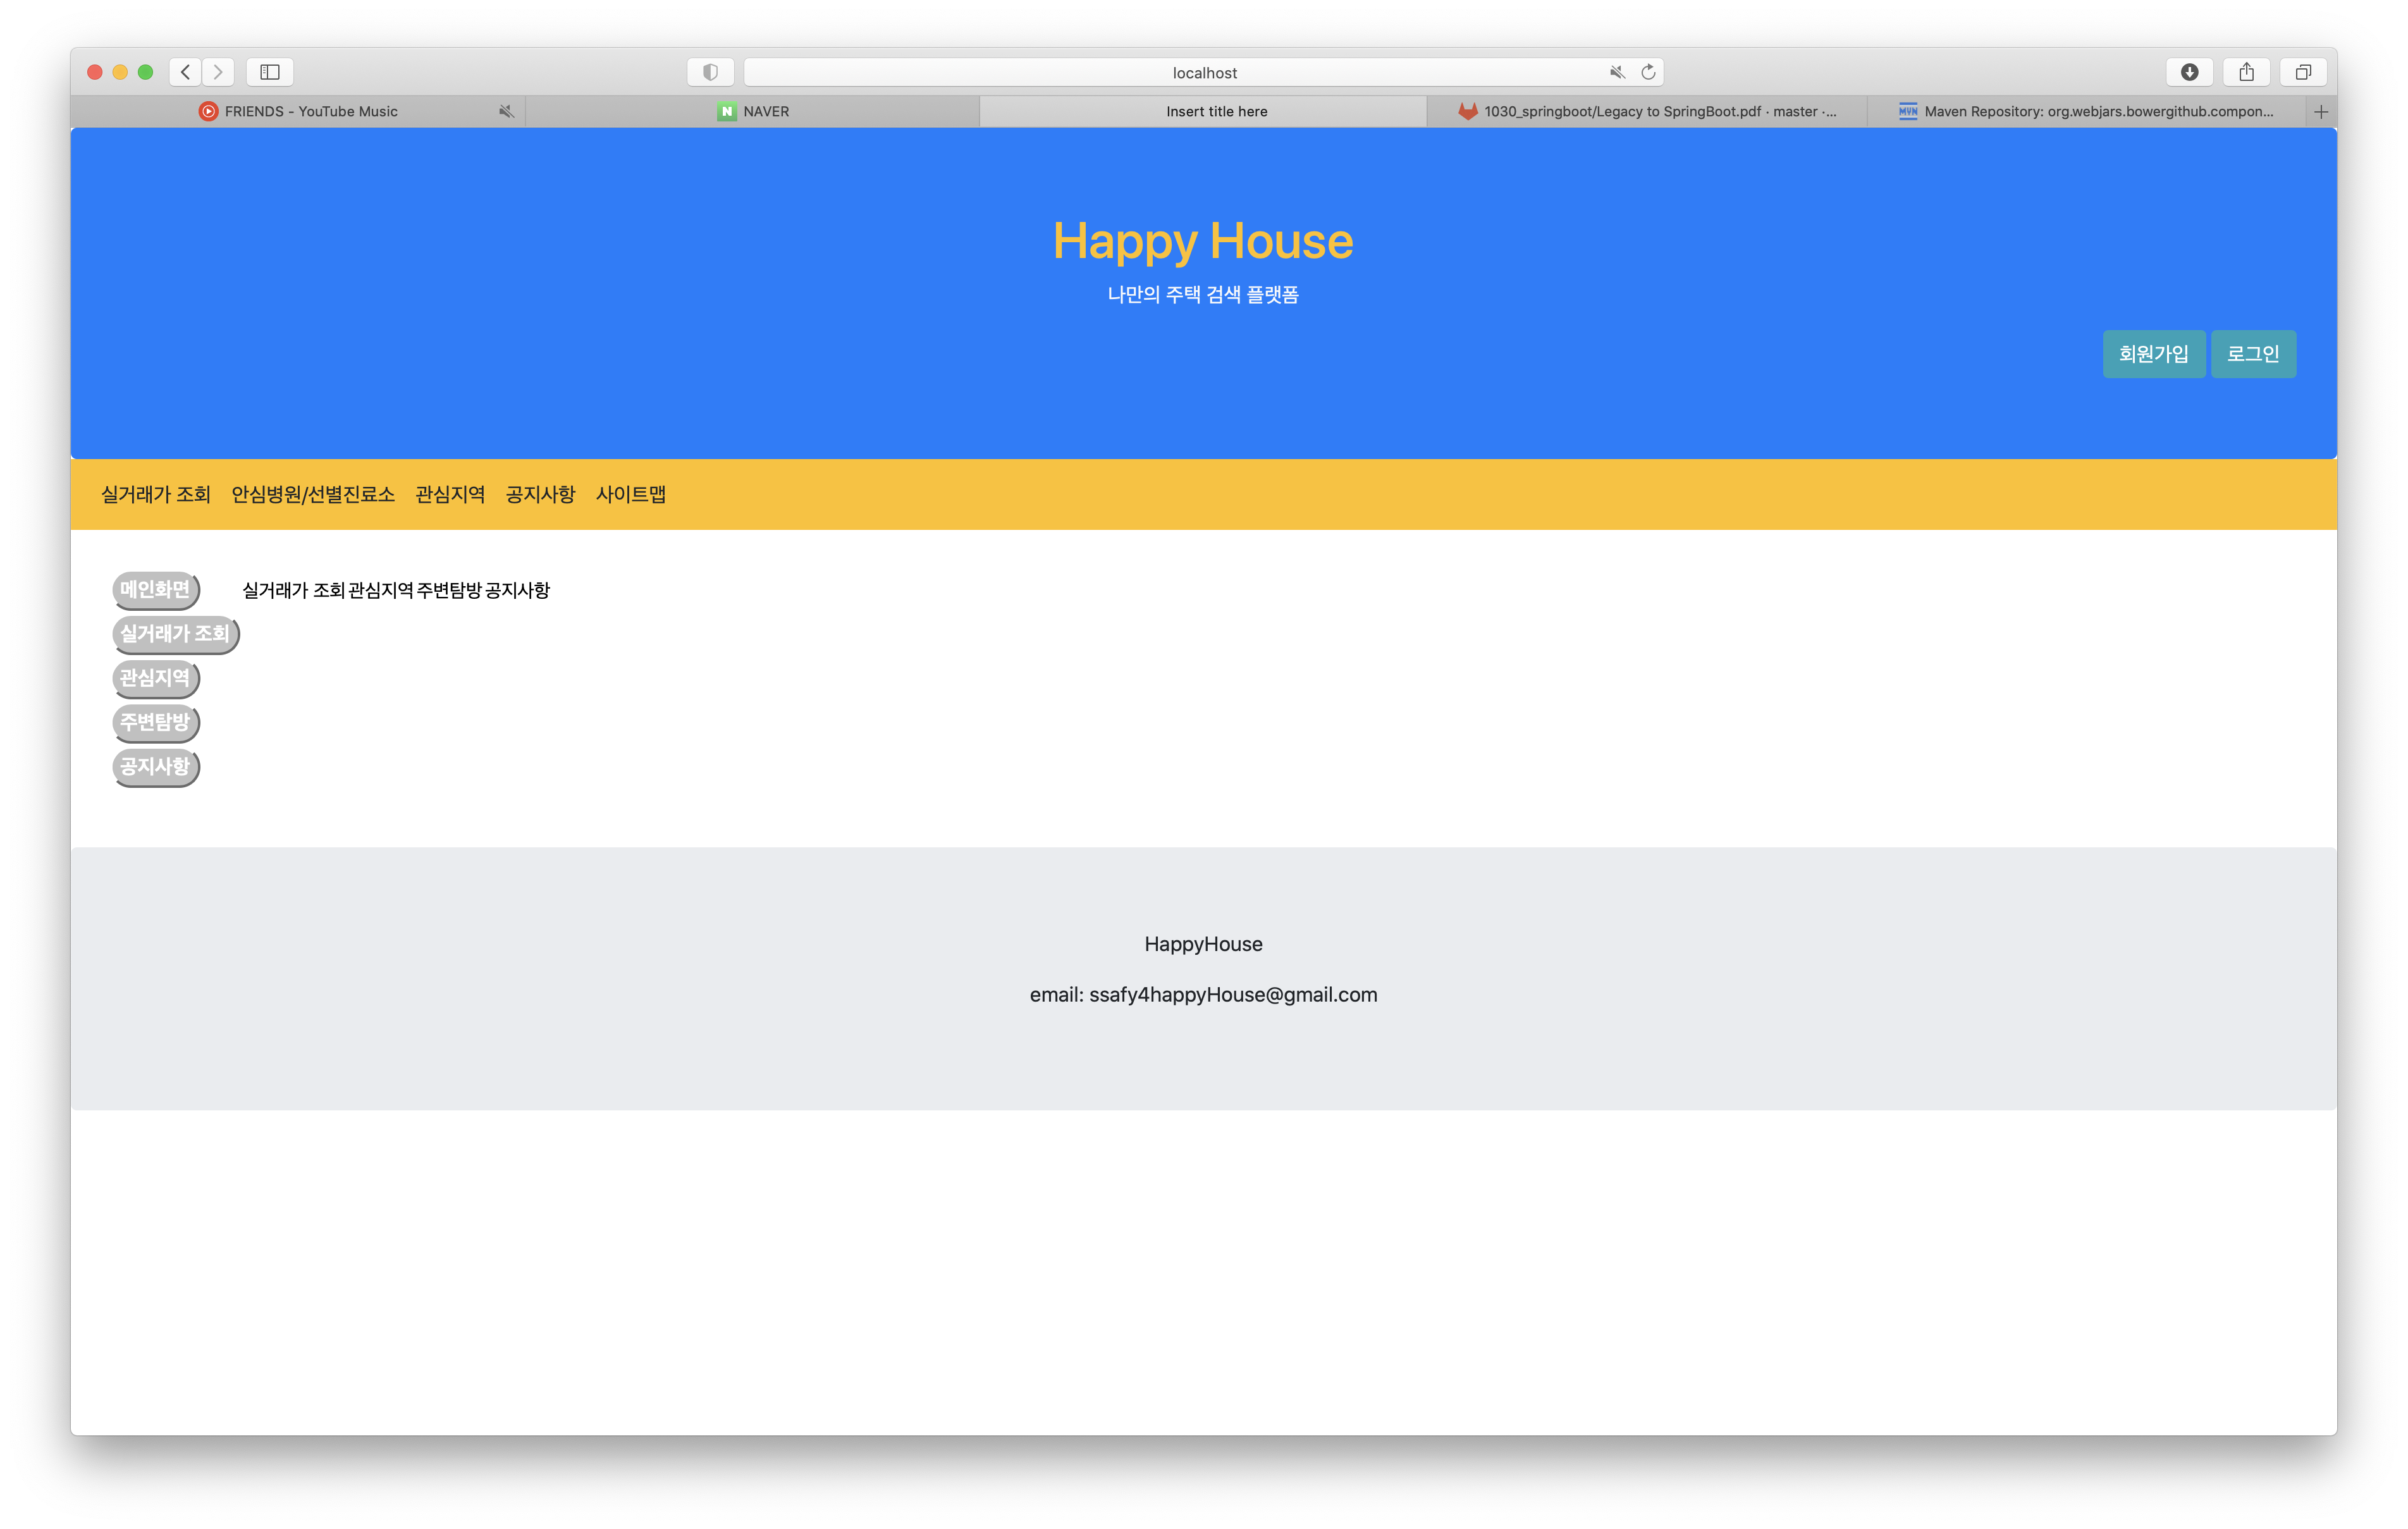 localhost
FRIENDS - YouTube Music
NAVER
Insert title here
1030_springboot/Legacy to SpringBoot.pdf · master ·...
Maven Repository: org.webjars.bowergithub.compon...
Happy House
나만의 주택 검색 플랫폼
회원가입 로그인
실거래가 조회 안심병원/선별진료소 관심지역 공지사항 사이트맵
메인화면 실거래가 조회 관심지역 주변탐방 공지사항
실거래가 조회
관심지역
주변탐방
공지사항
HappyHouse
email: ssafy4happyHouse@gmail.com